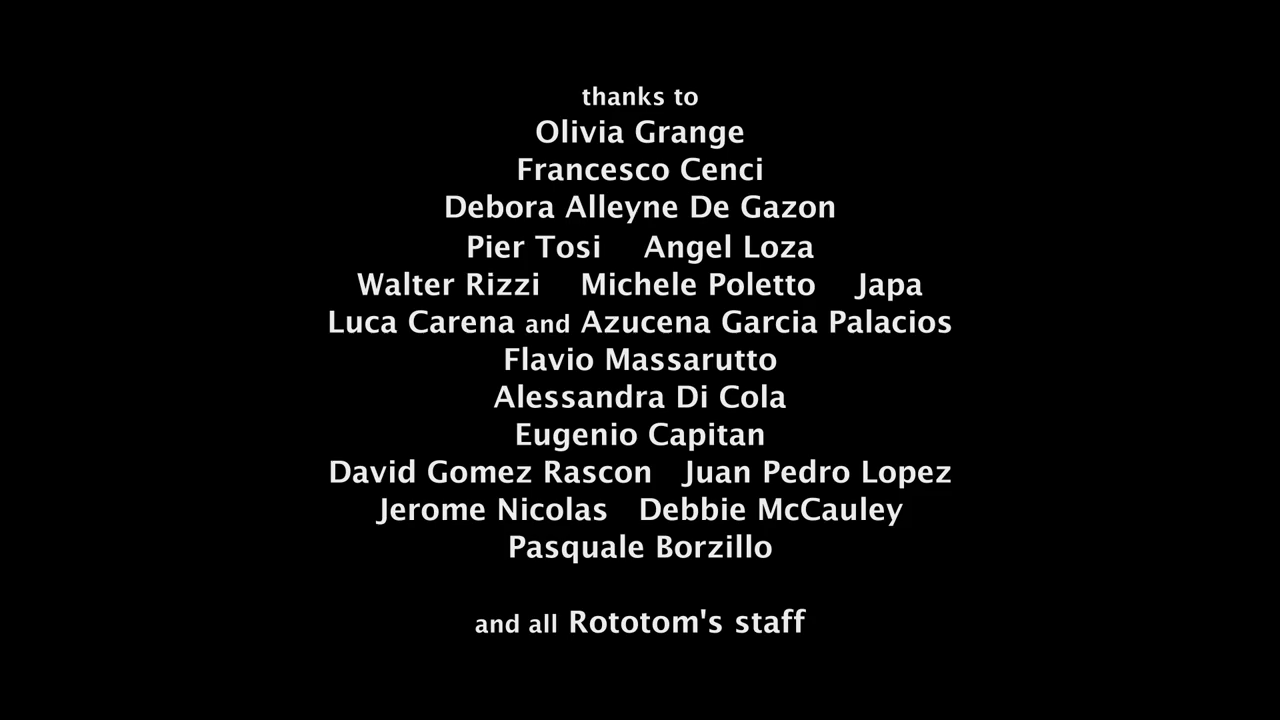 thanks to
Olivia Grange
Francesco Cenci
Debora Alleyne De Gazon
Pier Tosi Angel Loza
Walter Rizzi Michele Poletto Japa
Luca Carena and Azucena Garcia Palacios
Flavio Massarutto
Alessandra Di Cola
Eugenio Capitan
David Gomez Rascon Juan Pedro Lopez
Jerome Nicolas Debbie McCauley
Pasquale Borzillo
and all Rototom's staff